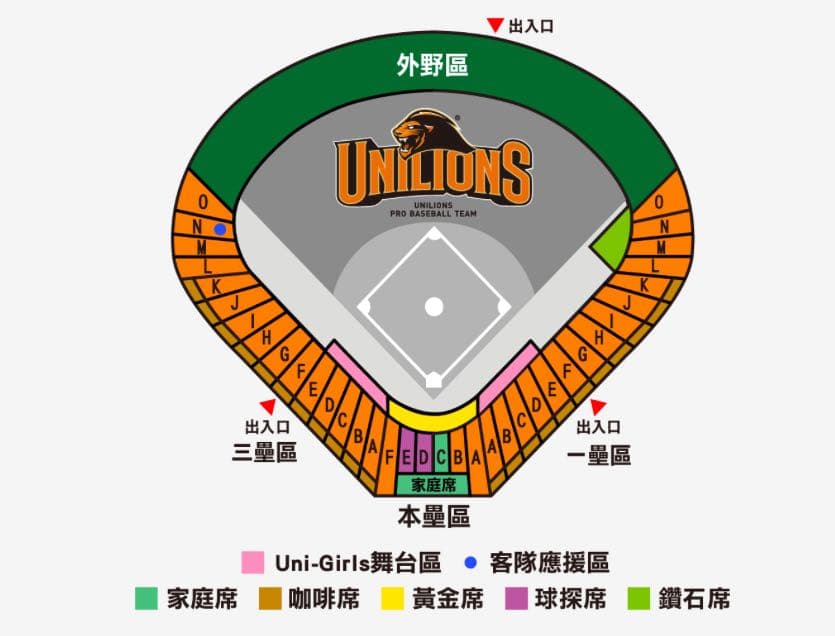 出入口
外野區
UNILIONS
UNILIONS
PRO BASEBALL TEAM
O
N
M
L
K
J
I
H
G
F
E
D
C
B
A
F
E
D
C
B
A
A
B
C
D
E
F
G
H
I
J
K
L
M
N
O
家庭席
出入口
三壘區
出入口
一壘區
本壘區
Uni-Girls舞台區 客隊應援區
家庭席 咖啡席 黃金席 球探席 鑽石席